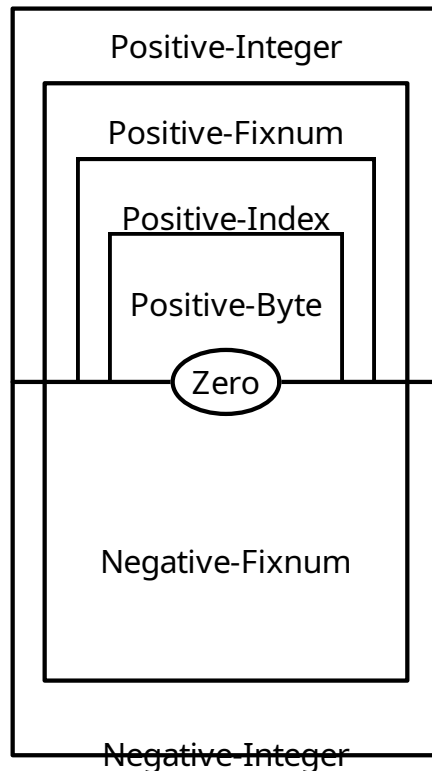 Positive-Integer
Positive-Fixnum
Positive-Index
Positive-Byte
Zero
Negative-Fixnum
Negative-Integer